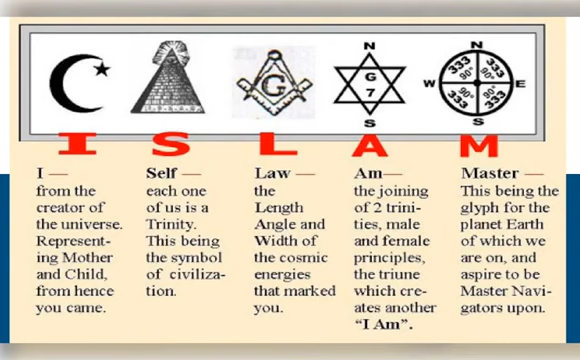 G
N
G
7
S
N
W
E
S
333
333
333
333
90°
90°
90°
90°
I S L A M
I —
from the
creator of
the universe.
Represent-
ing Mother
and Child,
from hence
you came.
Self —
each one
of us is a
Trinity.
This being
the symbol
of civiliza-
tion.
Law —
the
Length
Angle and
Width of
the cosmic
energies
that marked
you.
Am—
the joining
of 2 trini-
ties, male
and female
principles,
the triune
which cre-
ates another
“I Am”.
Master —
This being the
glyph for the
planet Earth
of which we
are on, and
aspire to be
Master Navi-
gators upon.